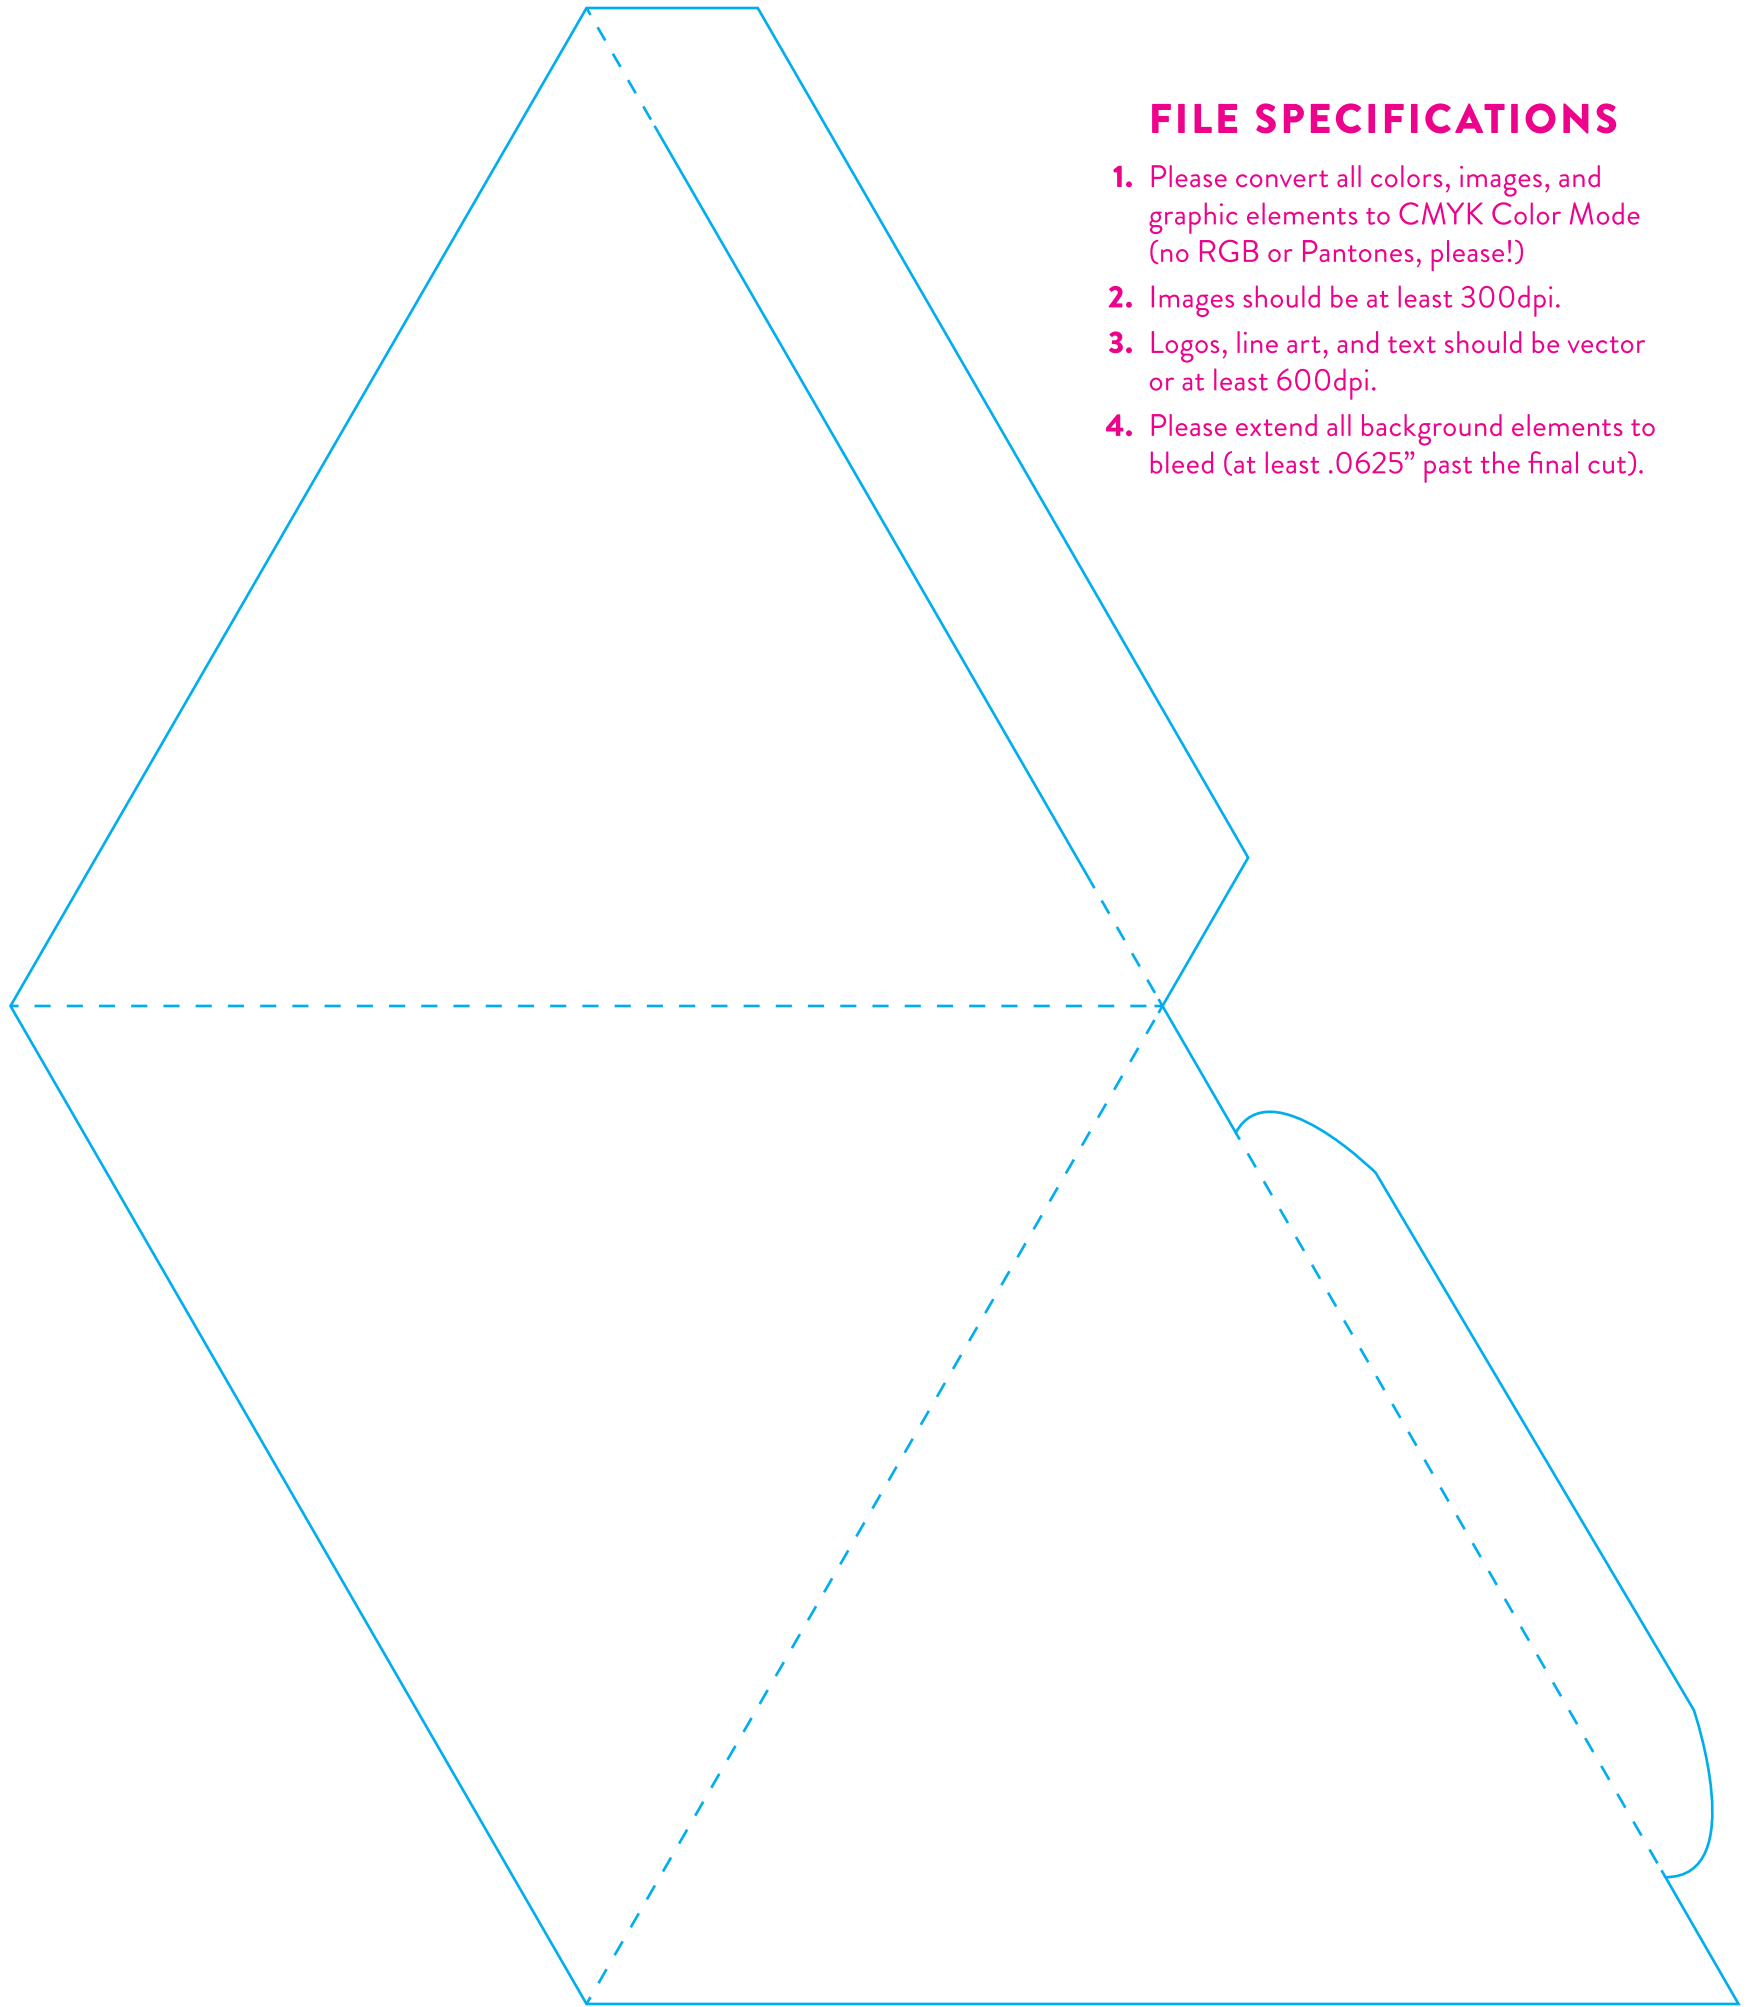 FILE SPECIFICATIONS
1. Please convert all colors, images, and
graphic elements to CMYK Color Mode
(no RGB or Pantones, please!)
2. Images should be at least 300dpi.
3. Logos, line art, and text should be vector
or at least 600dpi.
4. Please extend all background elements to
bleed (at least .0625” past the final cut).